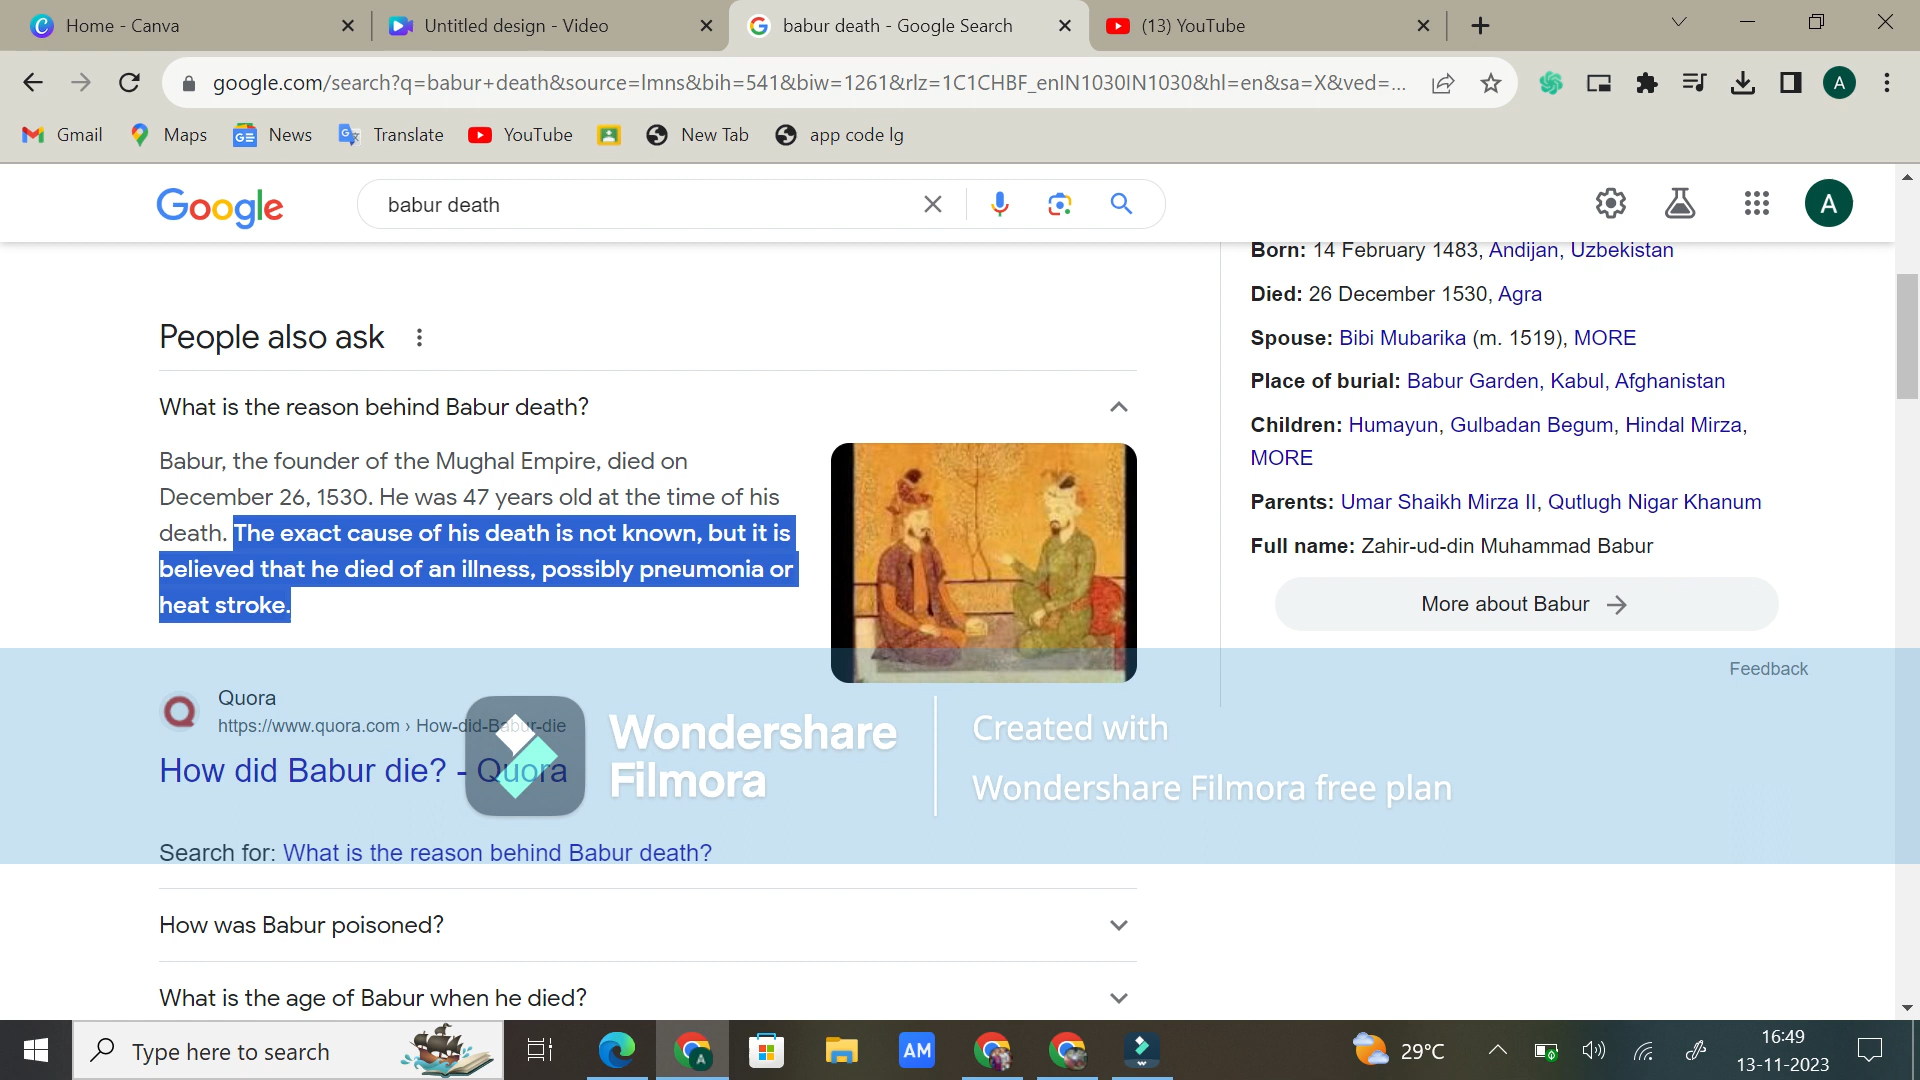 Home - Canva
Untitled design - Video
babur death - Google Search
(13) YouTube
google.com/search?q=babur+death&source=lmns&bih=541&biw=1261&rlz=1C1CHBF_enIN1030IN1030&hl=en&sa=X&ved=...
A
Gmail
Maps
News
Translate
YouTube
New Tab
app code lg
Google
babur death
A
Born: 14 February 1483, Andijan, Uzbekistan
Died: 26 December 1530, Agra
Spouse: Bibi Mubarika (m. 1519), MORE
Place of burial: Babur Garden, Kabul, Afghanistan
Children: Humayun, Gulbadan Begum, Hindal Mirza,
MORE
Parents: Umar Shaikh Mirza II, Qutlugh Nigar Khanum
Full name: Zahir-ud-din Muhammad Babur
More about Babur
Feedback
People also ask
What is the reason behind Babur death?
Babur, the founder of the Mughal Empire, died on
December 26, 1530. He was 47 years old at the time of his
death. The exact cause of his death is not known, but it is
believed that he died of an illness, possibly pneumonia or
heat stroke.
Quora
https://www.quora.com › How-did-Babur-die
How did Babur die? - Quora
Wondershare
Filmora
Created with
Wondershare Filmora free plan
Search for: What is the reason behind Babur death?
How was Babur poisoned?
What is the age of Babur when he died?
Type here to search
A
AM
29°C
16:49
13-11-2023